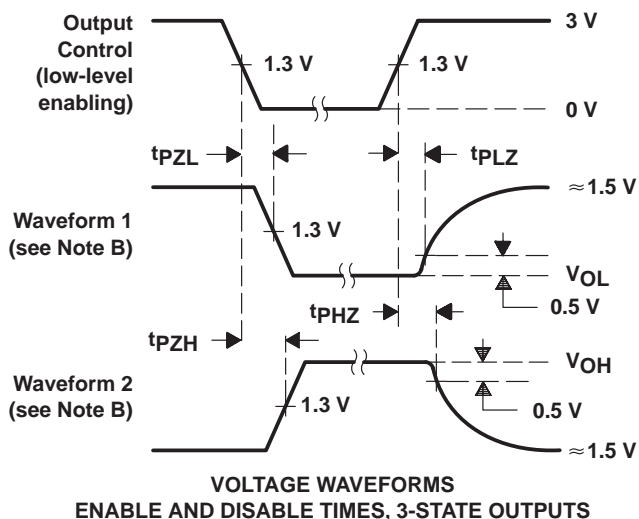 Output
Control
(low-level
enabling)
1.3 V
1.3 V
3 V
0 V
tPZL
tPLZ
Waveform 1
(see Note B)
1.3 V
≈1.5 V
VOL
0.5 V
tPZH
tPHZ
Waveform 2
(see Note B)
1.3 V
VOH
0.5 V
≈1.5 V
VOLTAGE WAVEFORMS
ENABLE AND DISABLE TIMES, 3-STATE OUTPUTS